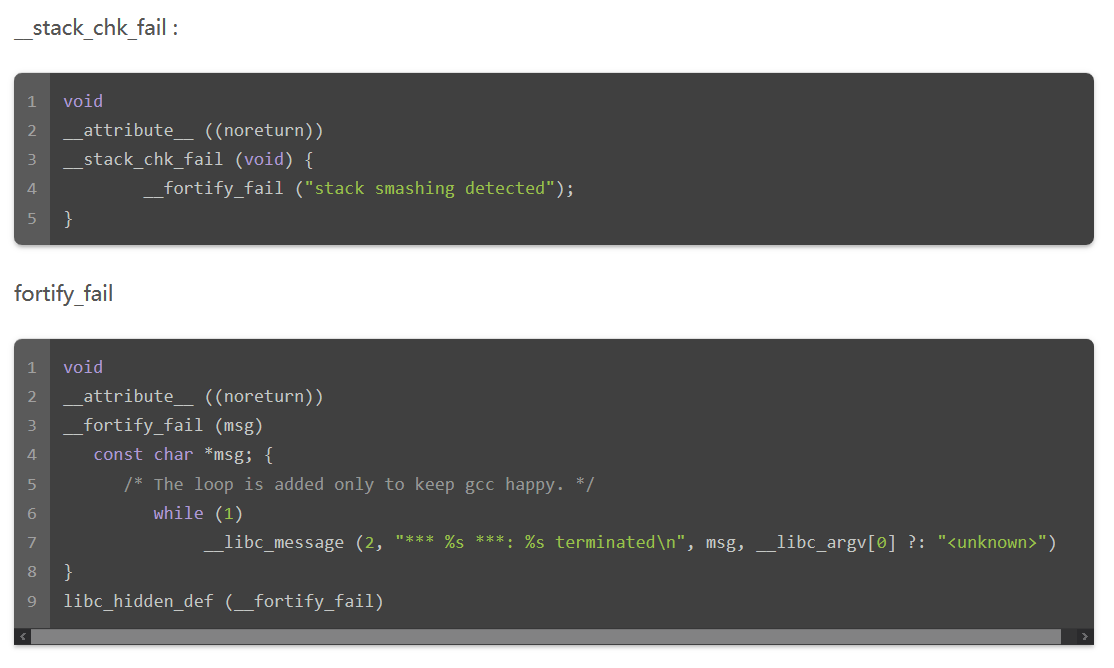 __stack_chk_fail :
1 void
2 __attribute__ ((noreturn))
3 __stack_chk_fail (void) {
4         __fortify_fail ("stack smashing detected");
5 }
fortify_fail
1 void
2 __attribute__ ((noreturn))
3 __fortify_fail (msg)
4    const char *msg; {
5       /* The loop is added only to keep gcc happy. */
6          while (1)
7               __libc_message (2, "*** %s ***: %s terminated\n", msg, __libc_argv[0] ?: "<unknown>")
8 }
9 libc_hidden_def (__fortify_fail)